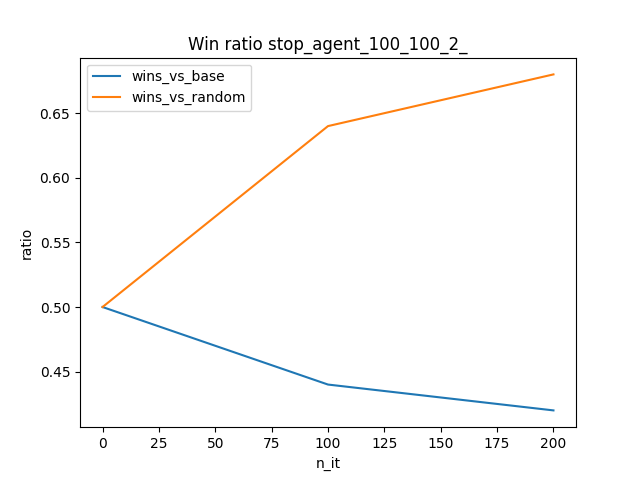 Win ratio stop_agent_100_100_2_
wins_vs_base
wins_vs_random
ratio
0.65
0.60
0.55
0.50
0.45
0 25 50 75 100 125 150 175 200
n_it